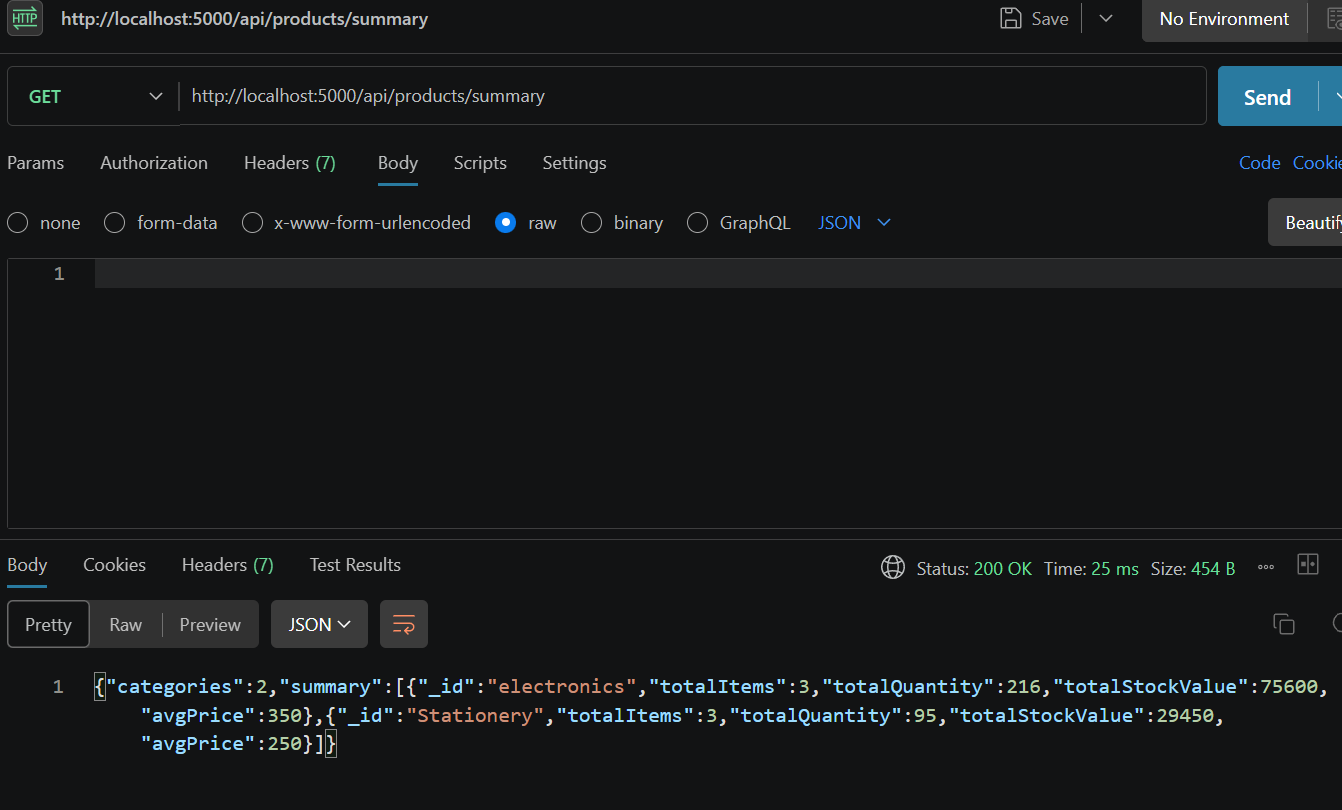 HTTP http://localhost:5000/api/products/summary Save No Environment
GET http://localhost:5000/api/products/summary Send
Params Authorization Headers (7) Body Scripts Settings Code Cookie
none form-data x-www-form-urlencoded raw binary GraphQL JSON Beautify
1
Body Cookies Headers (7) Test Results Status: 200 OK Time: 25 ms Size: 454 B
Pretty Raw Preview JSON
1 {"categories":2,"summary":[{"_id":"electronics","totalItems":3,"totalQuantity":216,"totalStockValue":75600,
"avgPrice":350},{"_id":"Stationery","totalItems":3,"totalQuantity":95,"totalStockValue":29450,
"avgPrice":250}]}